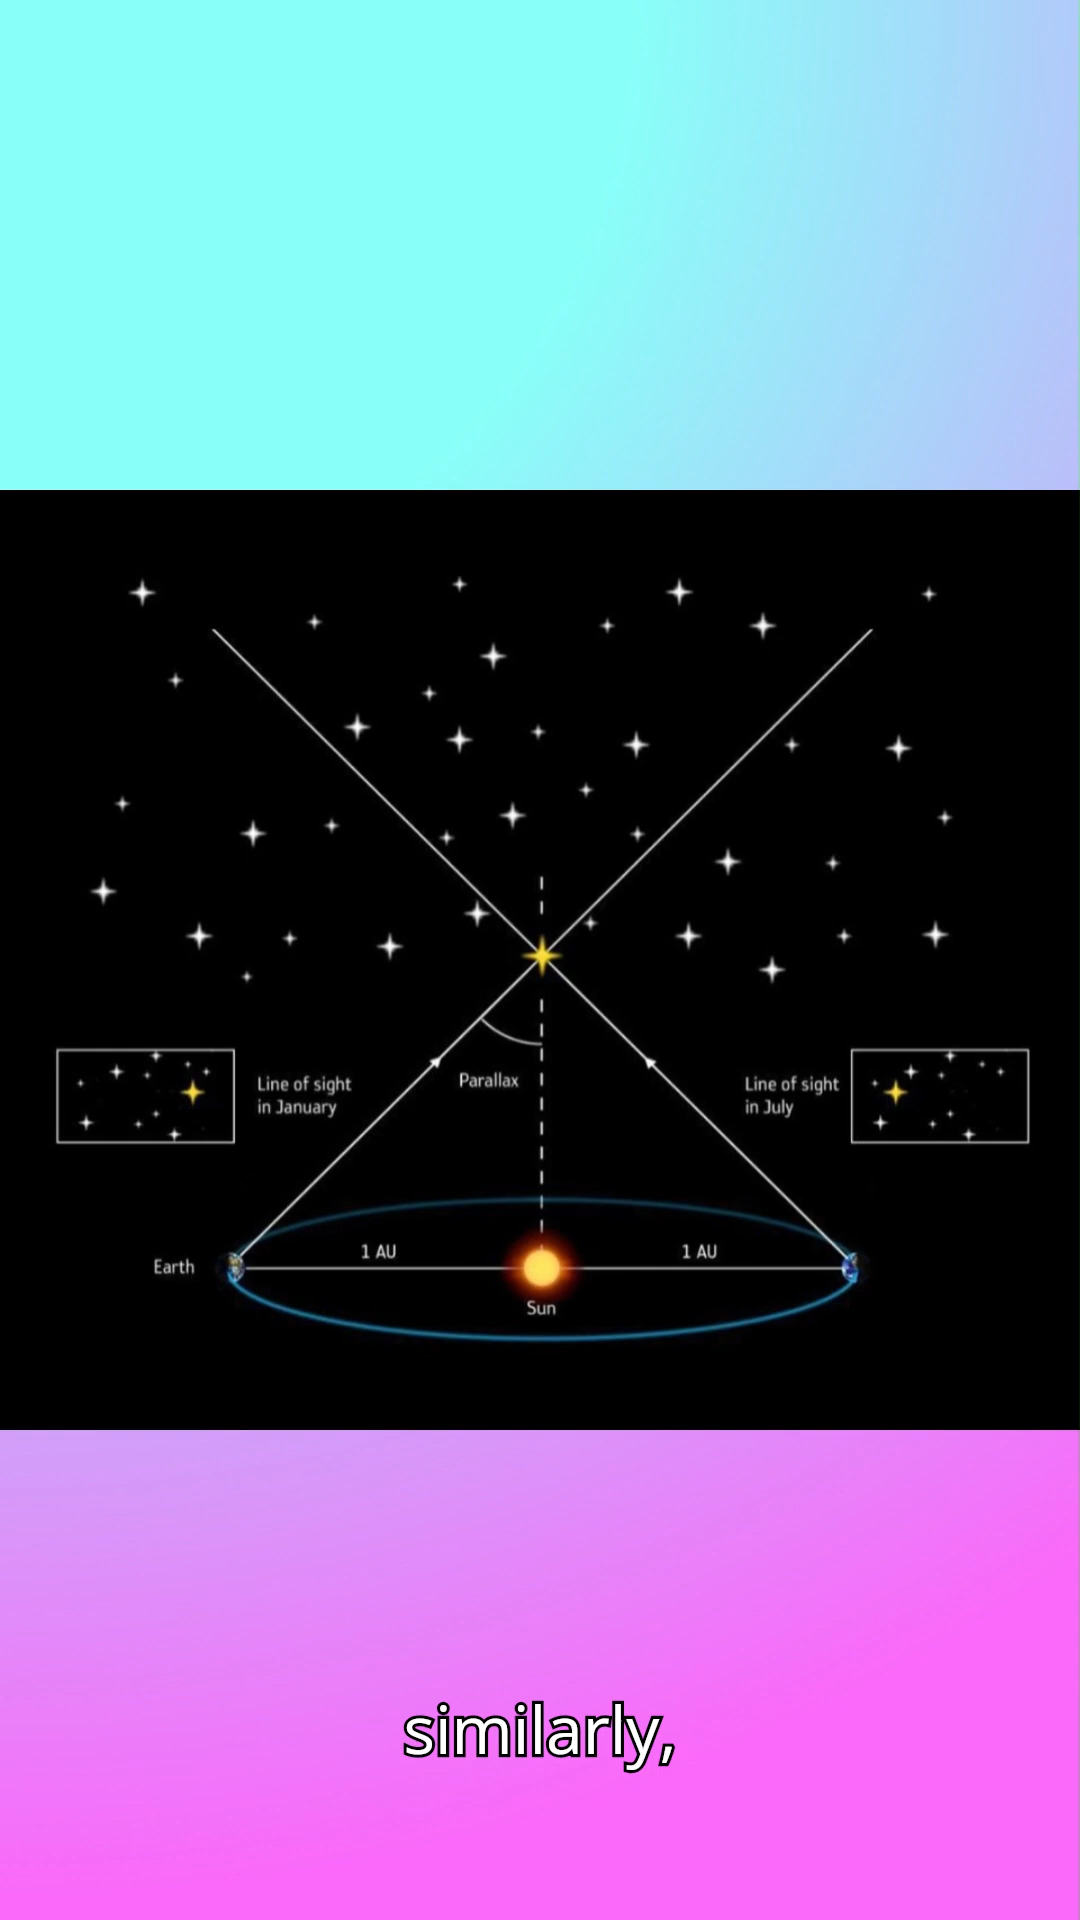 Line of sight
in January
Parallax
Line of sight
in July
Earth
1 AU
1 AU
Sun
similarly,